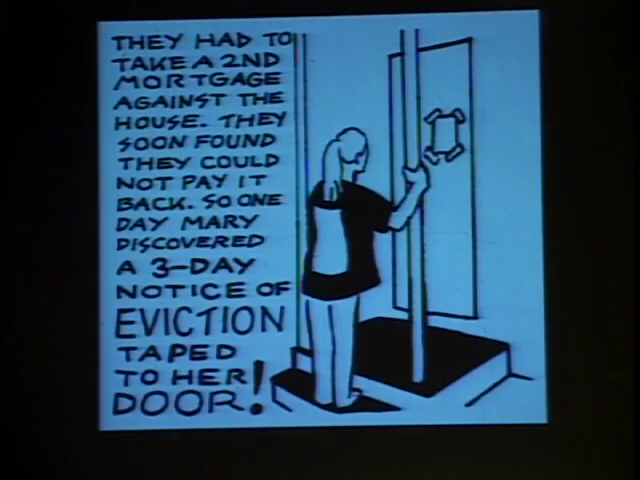 THEY HAD TO
TAKE A 2ND
MORTGAGE
AGAINST THE
HOUSE. THEY
SOON FOUND
THEY COULD
NOT PAY IT
BACK. SO ONE
DAY MARY
DISCOVERED
A 3-DAY
NOTICE OF
EVICTION
TAPED
TO HER
DOOR!